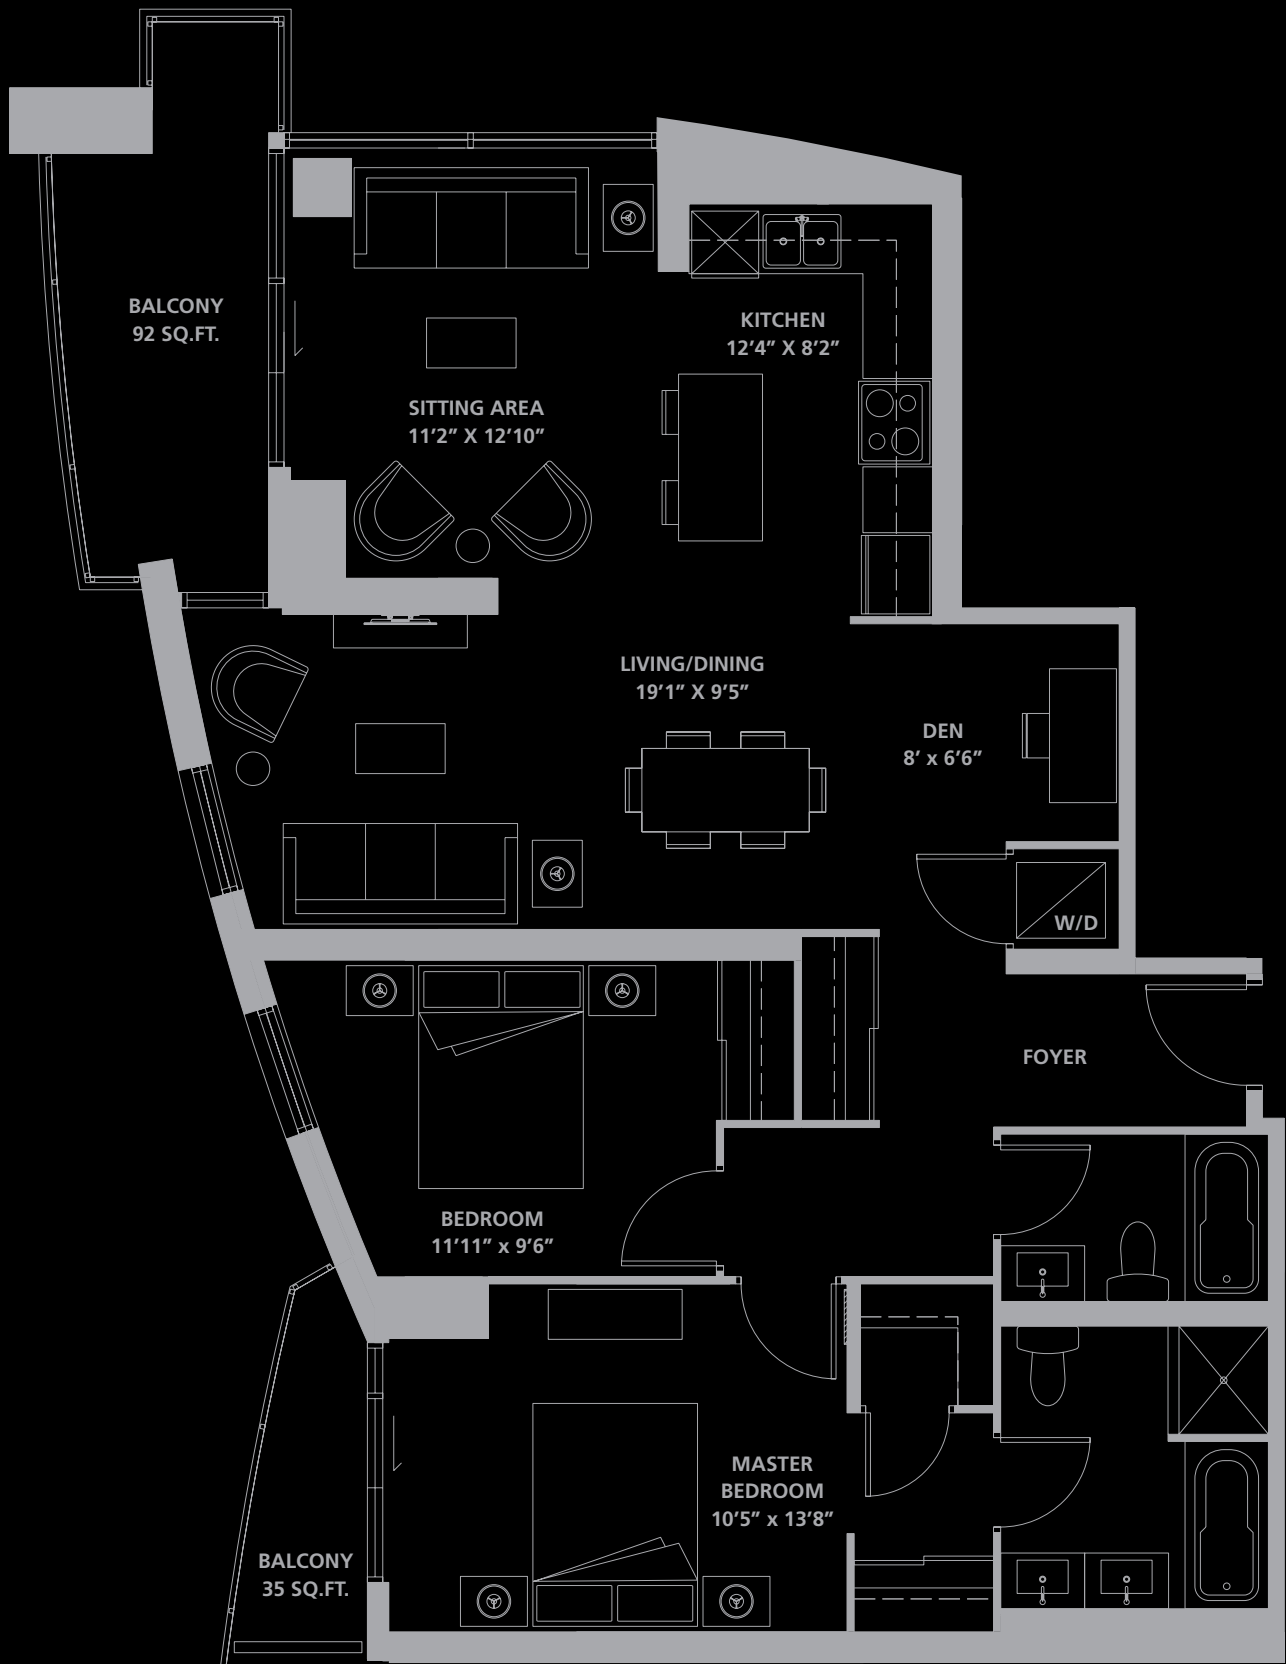 BALCONY
92 SQ.FT.
KITCHEN
12’4” X 8’2”
SITTING AREA
11’2” X 12’10”
LIVING/DINING
19’1” X 9’5”
DEN
8’ x 6’6”
W/D
FOYER
BEDROOM
11’11” x 9’6”
MASTER
BEDROOM
10’5” x 13’8”
BALCONY
35 SQ.FT.